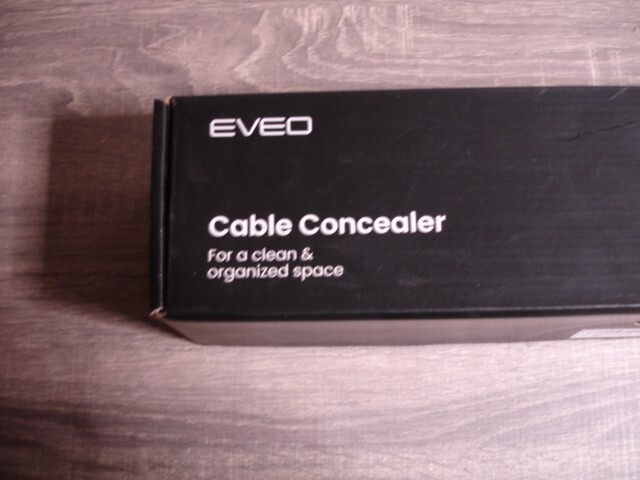 EVEO
Cable Concealer
For a clean &
organized space